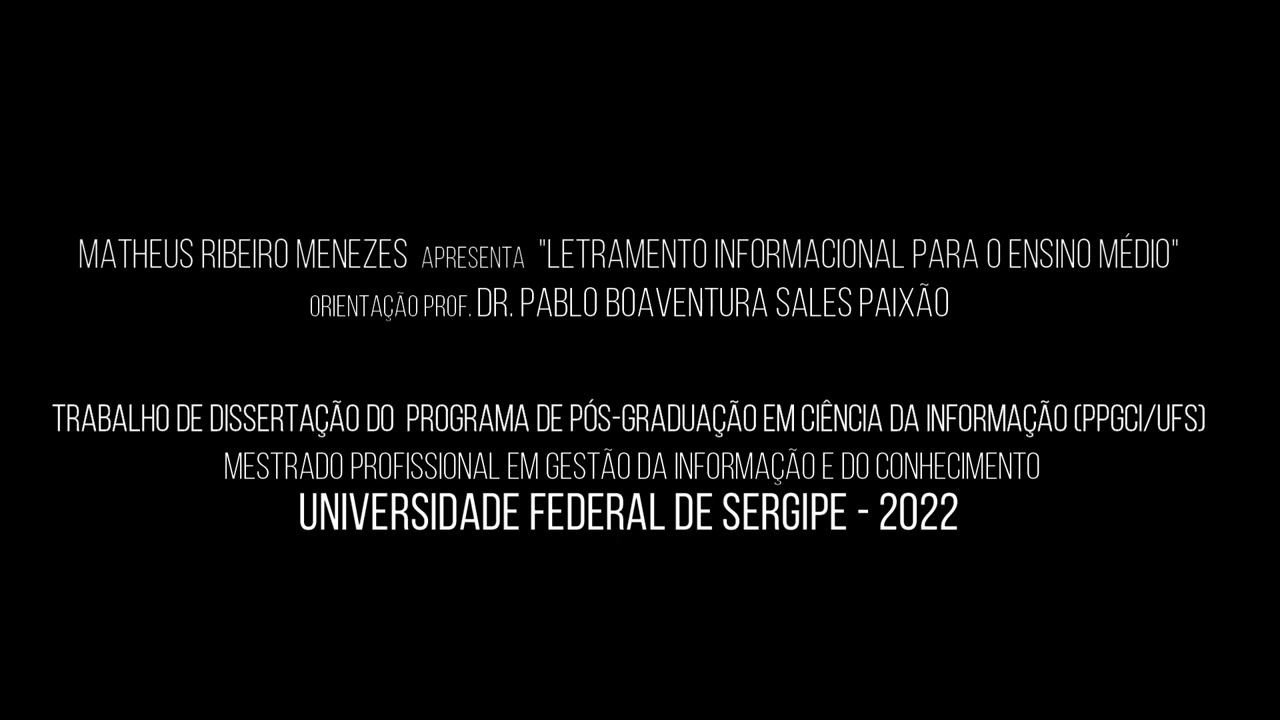 MATHEUS RIBEIRO MENEZES APRESENTA "LETRAMENTO INFORMACIONAL PARA O ENSINO MÉDIO"
ORIENTAÇÃO PROF. DR. PABLO BOAVENTURA SALES PAIXÃO
TRABALHO DE DISSERTAÇÃO DO PROGRAMA DE PÓS-GRADUAÇÃO EM CIÊNCIA DA INFORMAÇÃO (PPGCI/UFS)
MESTRADO PROFISSIONAL EM GESTÃO DA INFORMAÇÃO E DO CONHECIMENTO
UNIVERSIDADE FEDERAL DE SERGIPE - 2022